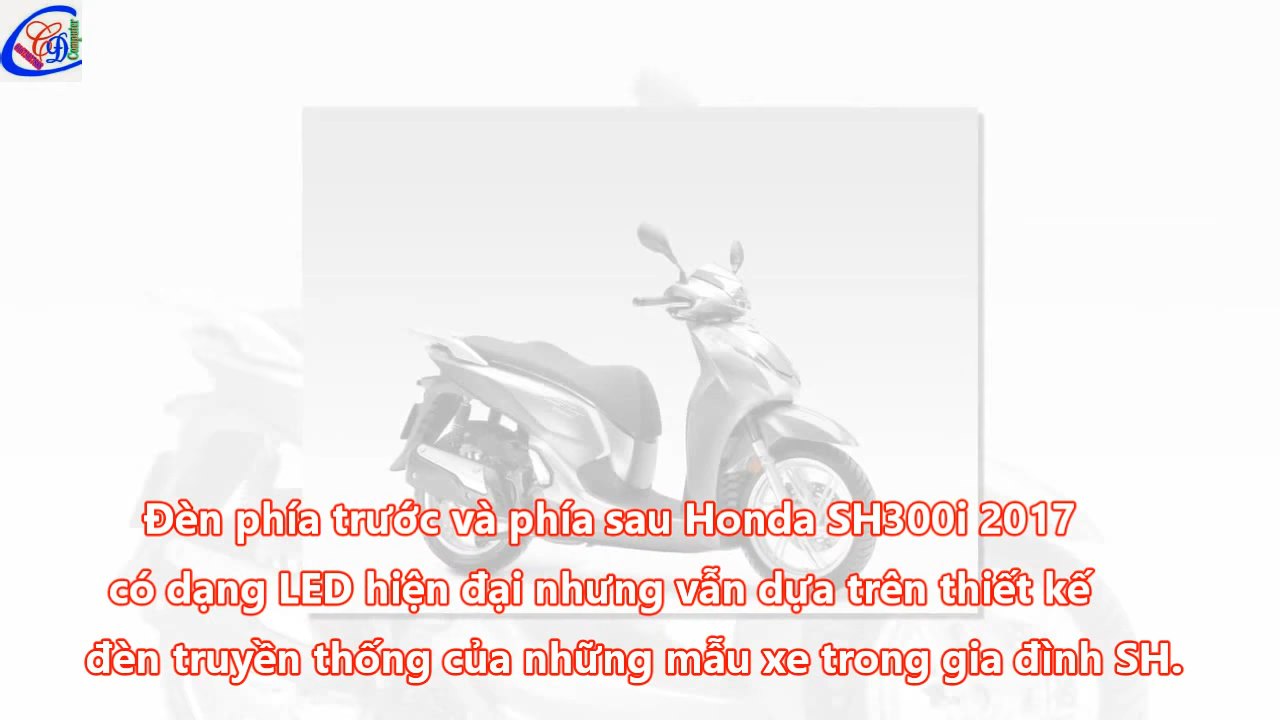 Computer
Đèn phía trước và phía sau Honda SH300i 2017
có dạng LED hiện đại nhưng vẫn dựa trên thiết kế
đèn truyền thống của những mẫu xe trong gia đình SH.